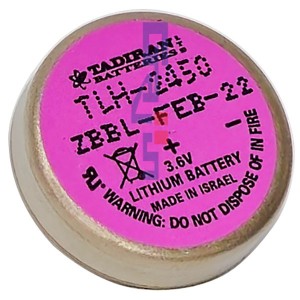 TADIRAN
BATTERIES
TLH-2450
ZBBL-FEB-22
+ -
3.6V
LITHIUM BATTERY
MADE IN ISRAEL
WARNING: DO NOT DISPOSE OF IN FIRE